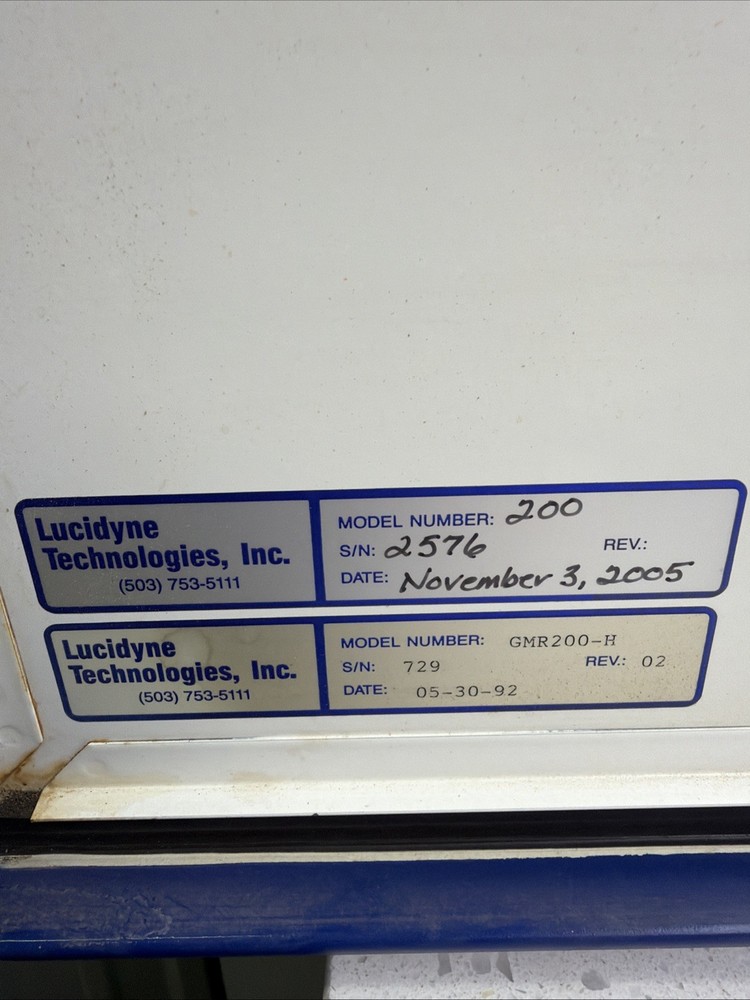 Lucidyne
Technologies, Inc.
(503) 753-5111
MODEL NUMBER: 200
S/N: 2576 REV.:
DATE: November 3, 2005
Lucidyne
Technologies, Inc.
(503) 753-5111
MODEL NUMBER: GMR200-H
S/N: 729 REV.: 02
DATE: 05-30-92